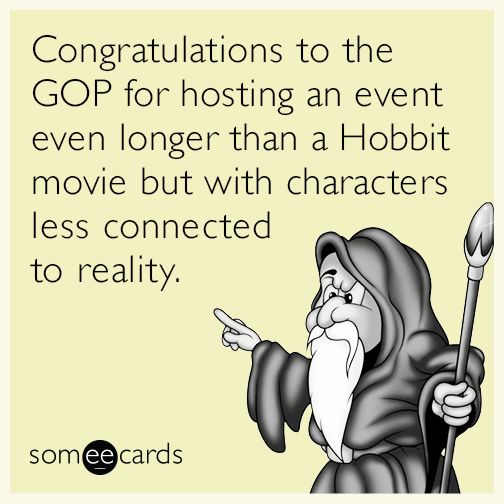 Congratulations to the
GOP for hosting an event
even longer than a Hobbit
movie but with characters
less connected
to reality.
someecards